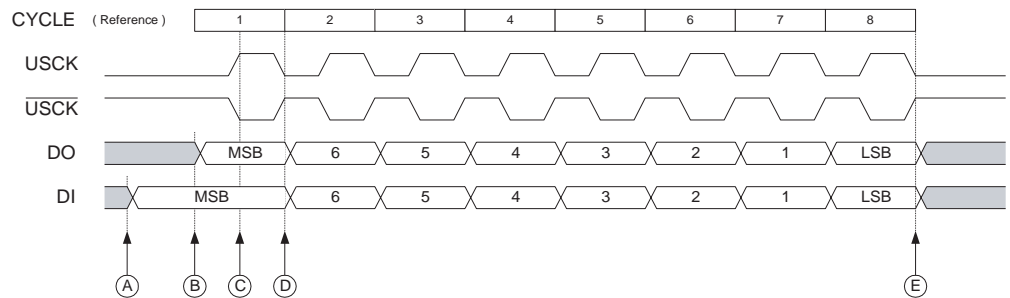 CYCLE ( Reference ) 1 2 3 4 5 6 7 8
USCK
USCK
DO MSB 6 5 4 3 2 1 LSB
DI MSB 6 5 4 3 2 1 LSB
A B C D E